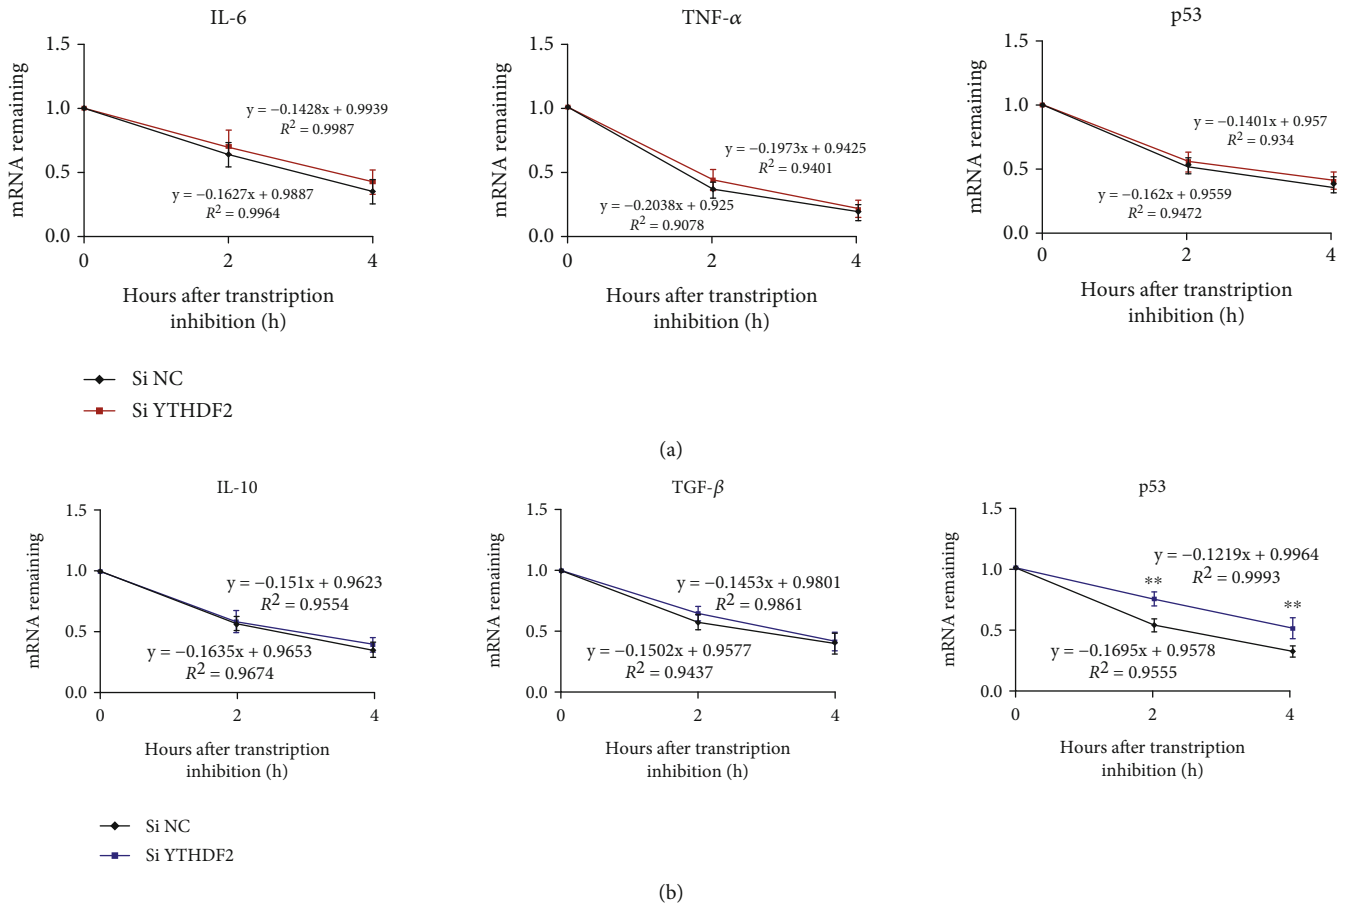 IL-6
1.5
1.0
0.5
0.0
mRNA remaining
y = −0.1428x + 0.9939
R2 = 0.9987
y = −0.1627x + 0.9887
R2 = 0.9964
0 2 4
Hours after transtription
inhibition (h)
TNF-α
1.5
1.0
0.5
0.0
mRNA remaining
y = −0.1973x + 0.9425
R2 = 0.9401
y = −0.2038x + 0.925
R2 = 0.9078
0 2 4
Hours after transtription
inhibition (h)
p53
1.5
1.0
0.5
0.0
mRNA remaining
y = −0.1401x + 0.957
R2 = 0.934
y = −0.162x + 0.9559
R2 = 0.9472
0 2 4
Hours after transtription
inhibition (h)
Si NC
Si YTHDF2
(a)
IL-10
1.5
1.0
0.5
0.0
mRNA remaining
y = −0.151x + 0.9623
R2 = 0.9554
y = −0.1635x + 0.9653
R2 = 0.9674
0 2 4
Hours after transtription
inhibition (h)
TGF-β
1.5
1.0
0.5
0.0
mRNA remaining
y = −0.1453x + 0.9801
R2 = 0.9861
y = −0.1502x + 0.9577
R2 = 0.9437
0 2 4
Hours after transtription
inhibition (h)
p53
1.5
1.0
0.5
0.0
mRNA remaining
y = −0.1219x + 0.9964
R2 = 0.9993
**
**
y = −0.1695x + 0.9578
R2 = 0.9555
0 2 4
Hours after transtription
inhibition (h)
Si NC
Si YTHDF2
(b)